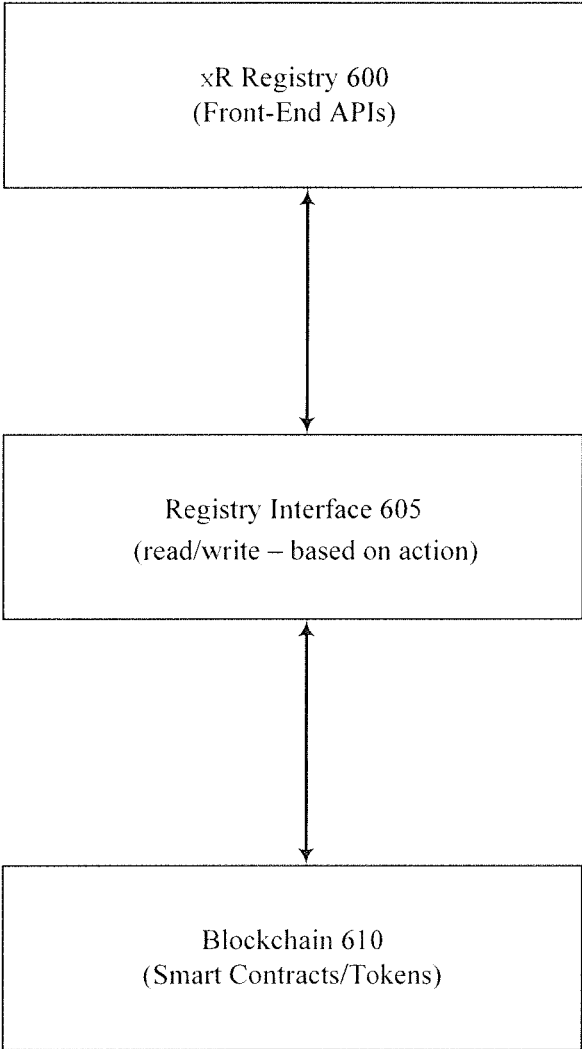 xR Registry 600
(Front-End APIs)
Registry Interface 605
(read/write – based on action)
Blockchain 610
(Smart Contracts/Tokens)